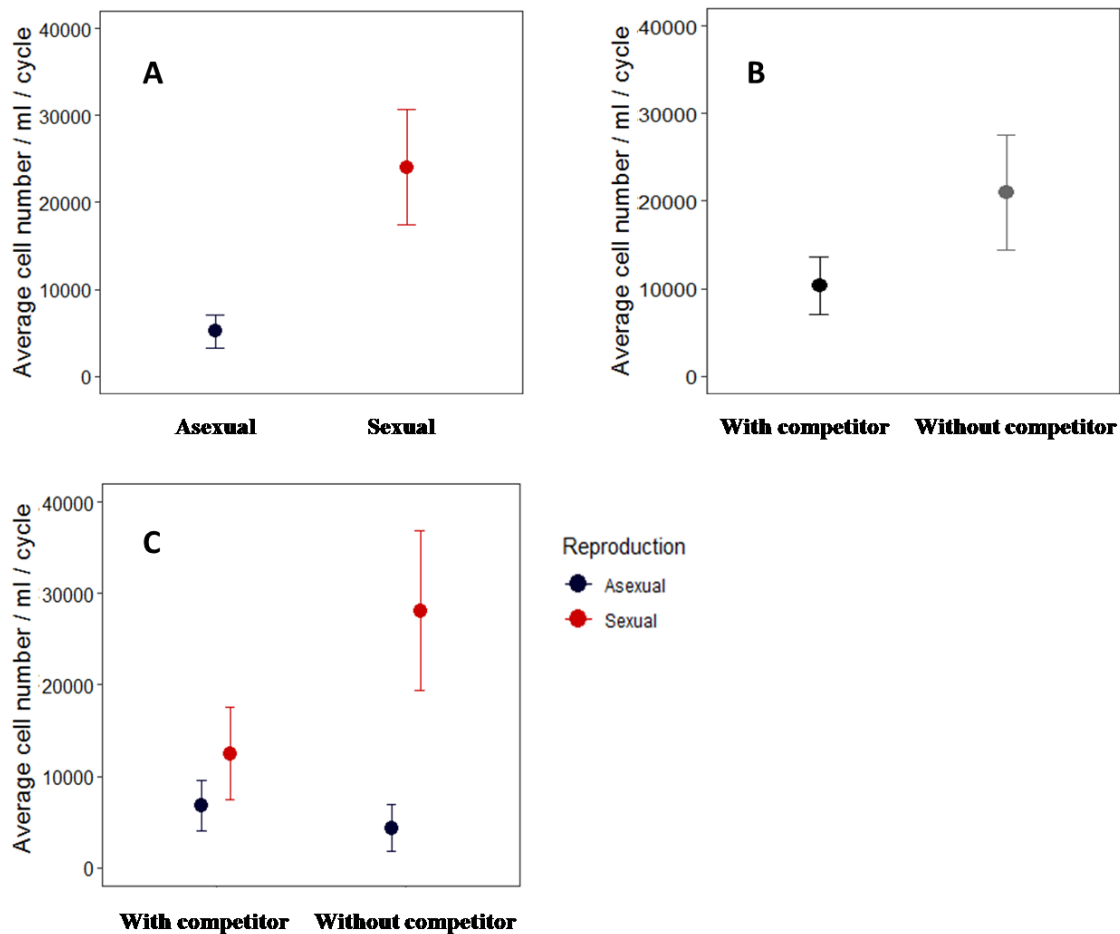 A
Average cell number / ml / cycle
40000
30000
20000
10000
0
Asexual
Sexual
B
Average cell number / ml / cycle
40000
30000
20000
10000
0
With competitor
Without competitor
C
Average cell number / ml / cycle
40000
30000
20000
10000
0
With competitor
Without competitor
Reproduction
Asexual
Sexual